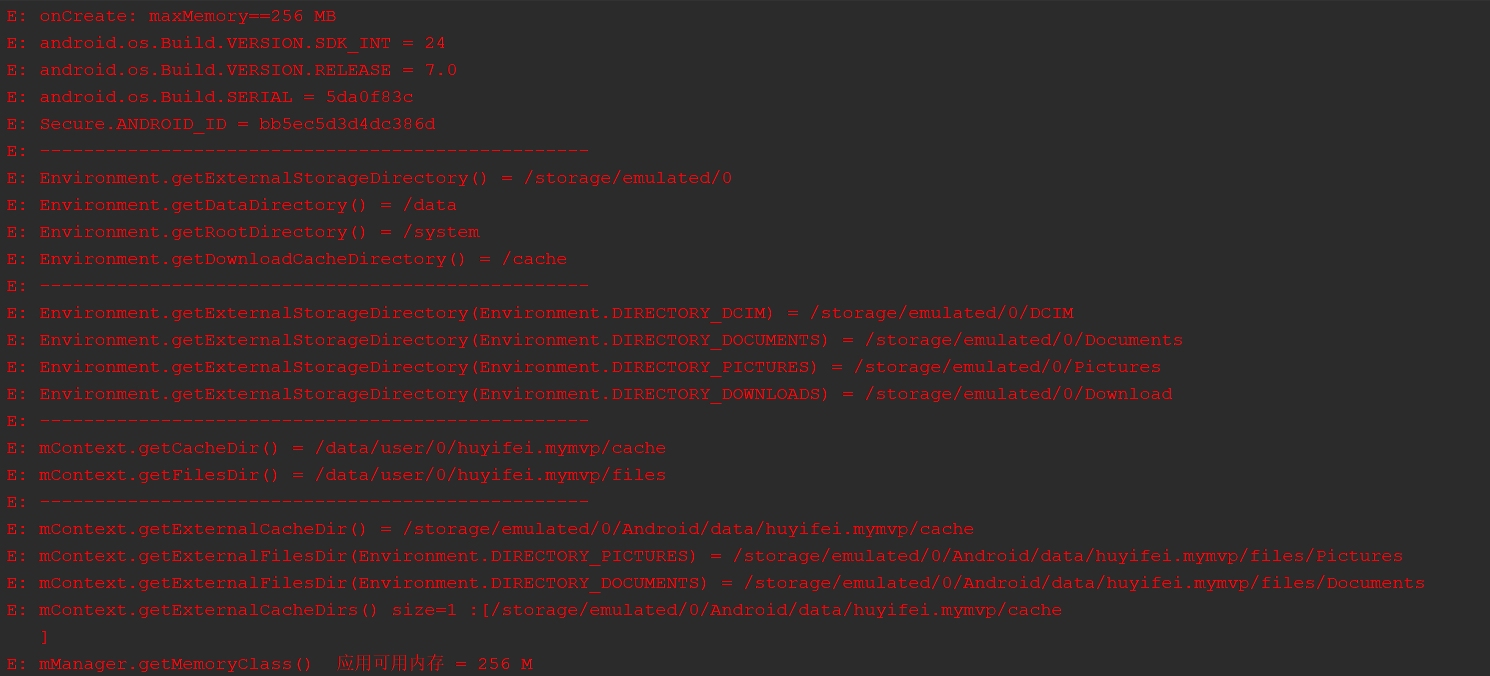 E: onCreate: maxMemory==256 MB
E: android.os.Build.VERSION.SDK_INT = 24
E: android.os.Build.VERSION.RELEASE = 7.0
E: android.os.Build.SERIAL = 5da0f83c
E: Secure.ANDROID_ID = bb5ec5d3d4dc386d
E: --------------------------------------------------
E: Environment.getExternalStorageDirectory() = /storage/emulated/0
E: Environment.getDataDirectory() = /data
E: Environment.getRootDirectory() = /system
E: Environment.getDownloadCacheDirectory() = /cache
E: --------------------------------------------------
E: Environment.getExternalStorageDirectory(Environment.DIRECTORY_DCIM) = /storage/emulated/0/DCIM
E: Environment.getExternalStorageDirectory(Environment.DIRECTORY_DOCUMENTS) = /storage/emulated/0/Documents
E: Environment.getExternalStorageDirectory(Environment.DIRECTORY_PICTURES) = /storage/emulated/0/Pictures
E: Environment.getExternalStorageDirectory(Environment.DIRECTORY_DOWNLOADS) = /storage/emulated/0/Download
E: --------------------------------------------------
E: mContext.getCacheDir() = /data/user/0/huyifei.mymvp/cache
E: mContext.getFilesDir() = /data/user/0/huyifei.mymvp/files
E: --------------------------------------------------
E: mContext.getExternalCacheDir() = /storage/emulated/0/Android/data/huyifei.mymvp/cache
E: mContext.getExternalFilesDir(Environment.DIRECTORY_PICTURES) = /storage/emulated/0/Android/data/huyifei.mymvp/files/Pictures
E: mContext.getExternalFilesDir(Environment.DIRECTORY_DOCUMENTS) = /storage/emulated/0/Android/data/huyifei.mymvp/files/Documents
E: mContext.getExternalCacheDirs() size=1 :[/storage/emulated/0/Android/data/huyifei.mymvp/cache
]
E: mManager.getMemoryClass()  应用可用内存 = 256 M